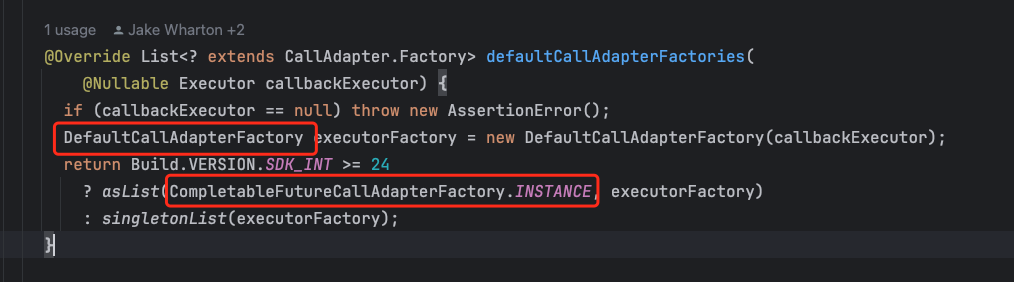 1 usage Jake Wharton +2
@Override List<? extends CallAdapter.Factory> defaultCallAdapterFactories(
@Nullable Executor callbackExecutor) {
if (callbackExecutor == null) throw new AssertionError();
DefaultCallAdapterFactory executorFactory = new DefaultCallAdapterFactory(callbackExecutor);
return Build.VERSION.SDK_INT >= 24
? asList(CompletableFutureCallAdapterFactory.INSTANCE, executorFactory)
: singletonList(executorFactory);
}